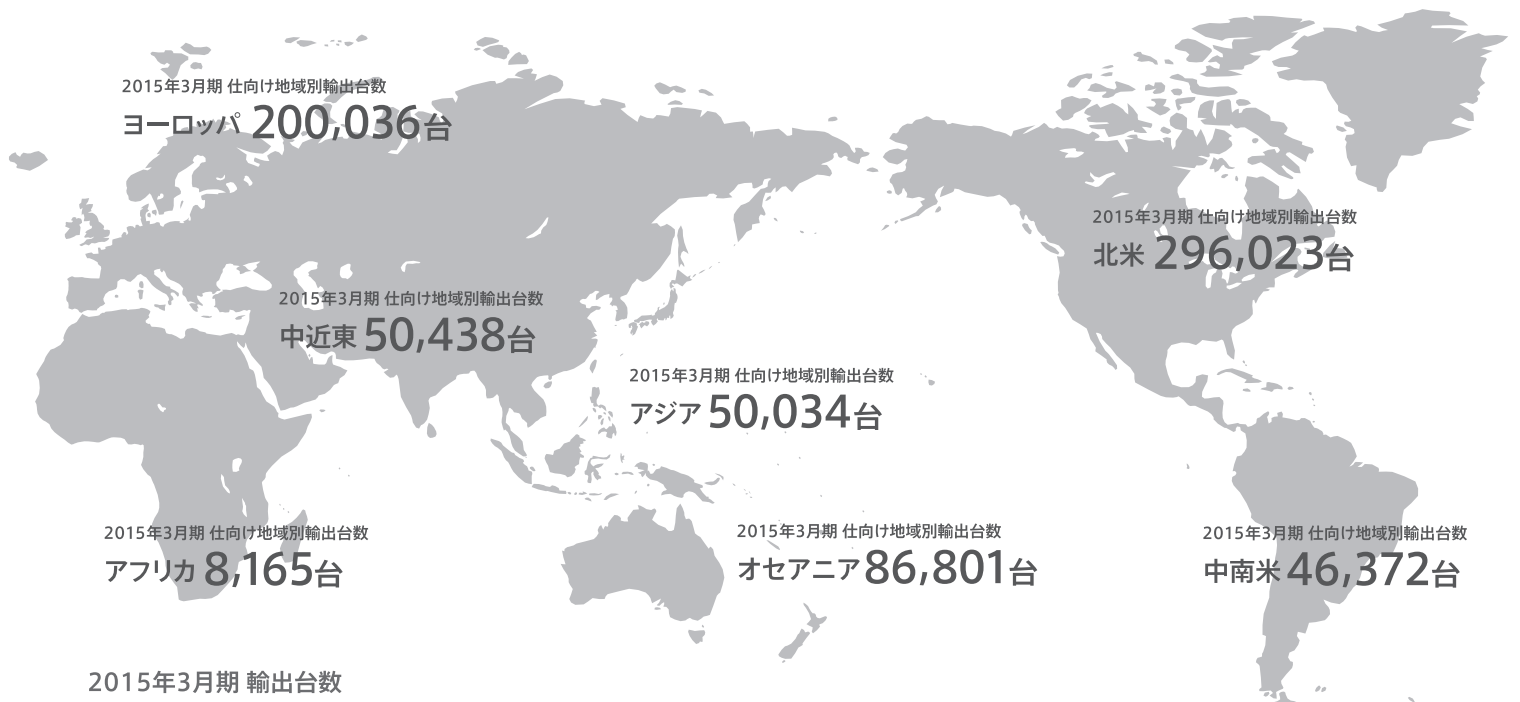 2015年3月期 仕向け地域別輸出台数
ヨーロッパ 200,036台
2015年3月期 仕向け地域別輸出台数
北米 296,023台
2015年3月期 仕向け地域別輸出台数
中近東 50,438台
2015年3月期 仕向け地域別輸出台数
アジア 50,034台
2015年3月期 仕向け地域別輸出台数
アフリカ 8,165台
2015年3月期 仕向け地域別輸出台数
オセアニア 86,801台
2015年3月期 仕向け地域別輸出台数
中南米 46,372台
2015年3月期 輸出台数